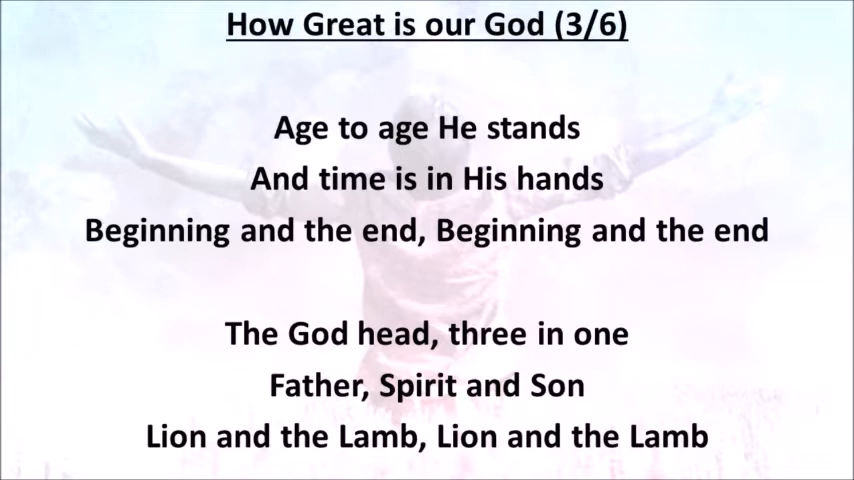 How Great is our God (3/6)
Age to age He stands
And time is in His hands
Beginning and the end, Beginning and the end
The God head, three in one
Father, Spirit and Son
Lion and the Lamb, Lion and the Lamb